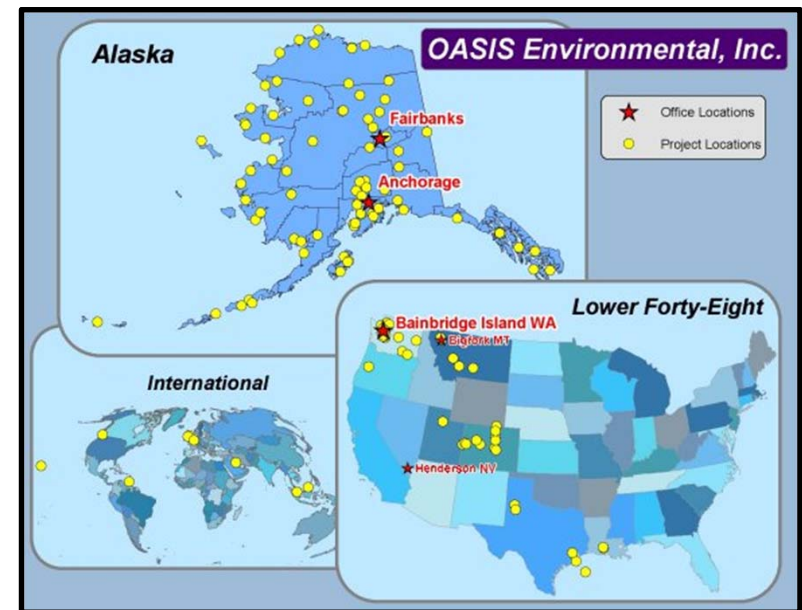 Alaska
OASIS Environmental, Inc.
Office Locations
Project Locations
Fairbanks
Anchorage
Lower Forty-Eight
Bainbridge Island WA
Bigfork MT
Henderson NV
International